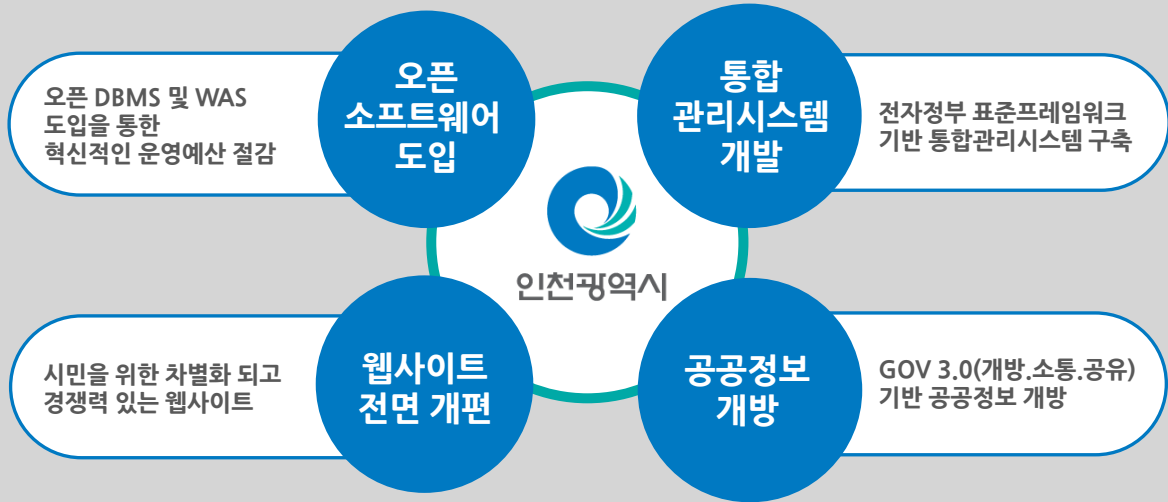 오픈 DBMS 및 WAS
도입을 통한
혁신적인 운영예산 절감
오픈
소프트웨어
도입
통합
관리시스템
개발
전자정부 표준프레임워크
기반 통합관리시스템 구축
인천광역시
시민을 위한 차별화 되고
경쟁력 있는 웹사이트
웹사이트
전면 개편
공공정보
개방
GOV 3.0(개방.소통.공유)
기반 공공정보 개방